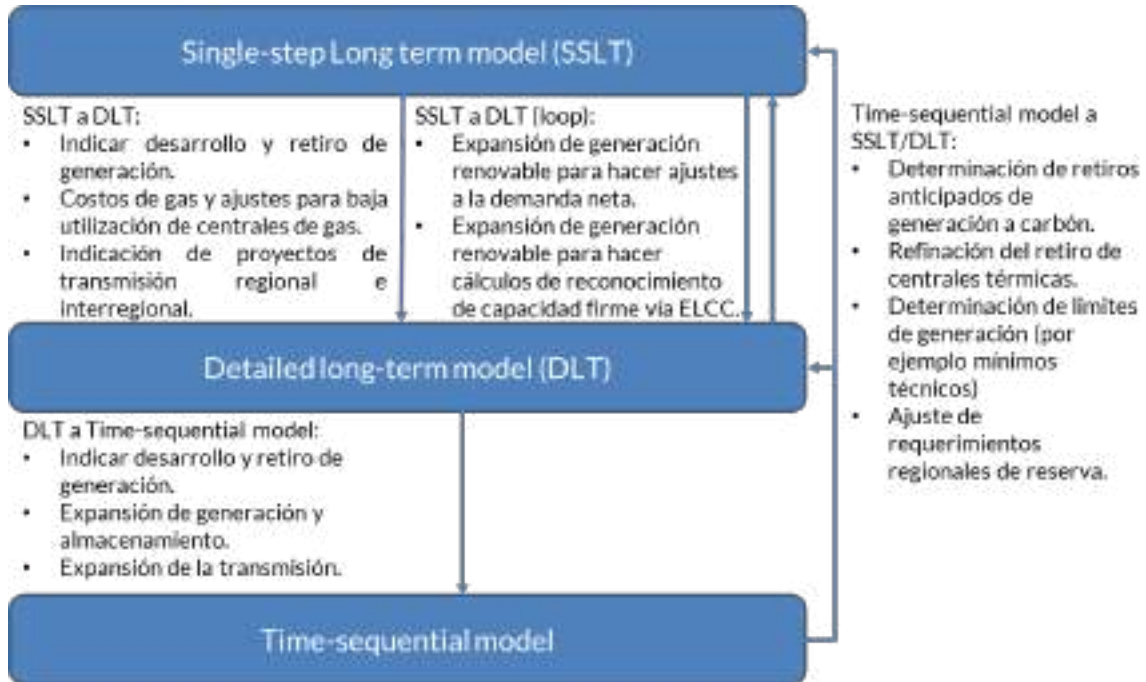 Single-step Long term model (SSLT)
SSLT a DLT:
• Indicar desarrollo y retiro de
generación.
• Costos de gas y ajustes para baja
utilización de centrales de gas.
• Indicación de proyectos de
transmisión regional e
interregional.
SSLT a DLT (loop):
• Expansión de generación
renovable para hacer ajustes
a la demanda neta.
• Expansión de generación
renovable para hacer
cálculos de reconocimiento
de capacidad firme vía ELCC.
Time-sequential model a
SSLT/DLT:
• Determinación de retiros
anticipados de
generación a carbón.
• Refinación del retiro de
centrales térmicas.
• Determinación de límites
de generación (por
ejemplo mínimos
técnicos)
• Ajuste de
requerimientos
regionales de reserva.
Detailed long-term model (DLT)
DLT a Time-sequential model:
• Indicar desarrollo y retiro de
generación.
• Expansión de generación y
almacenamiento.
• Expansión de la transmisión.
Time-sequential model